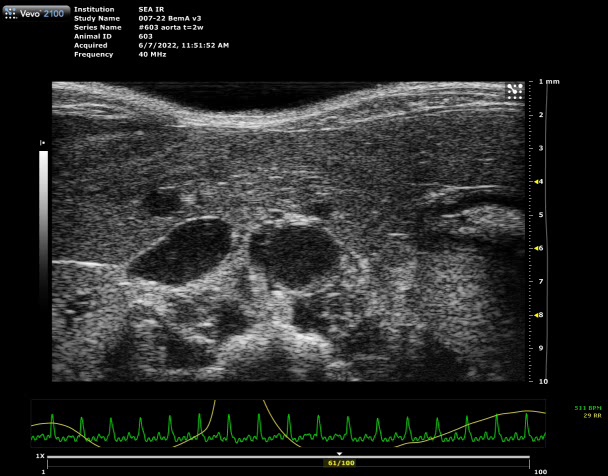 Vevo 2100
Institution SEA IR
Study Name 007-22 BemA v3
Series Name #603 aorta t=2w
Animal ID 603
Acquired 6/7/2022, 11:51:52 AM
Frequency 40 MHz
1 mm
2
3
4
5
6
7
8
9
10
BPM
29 RR
1X
61/100
1
100